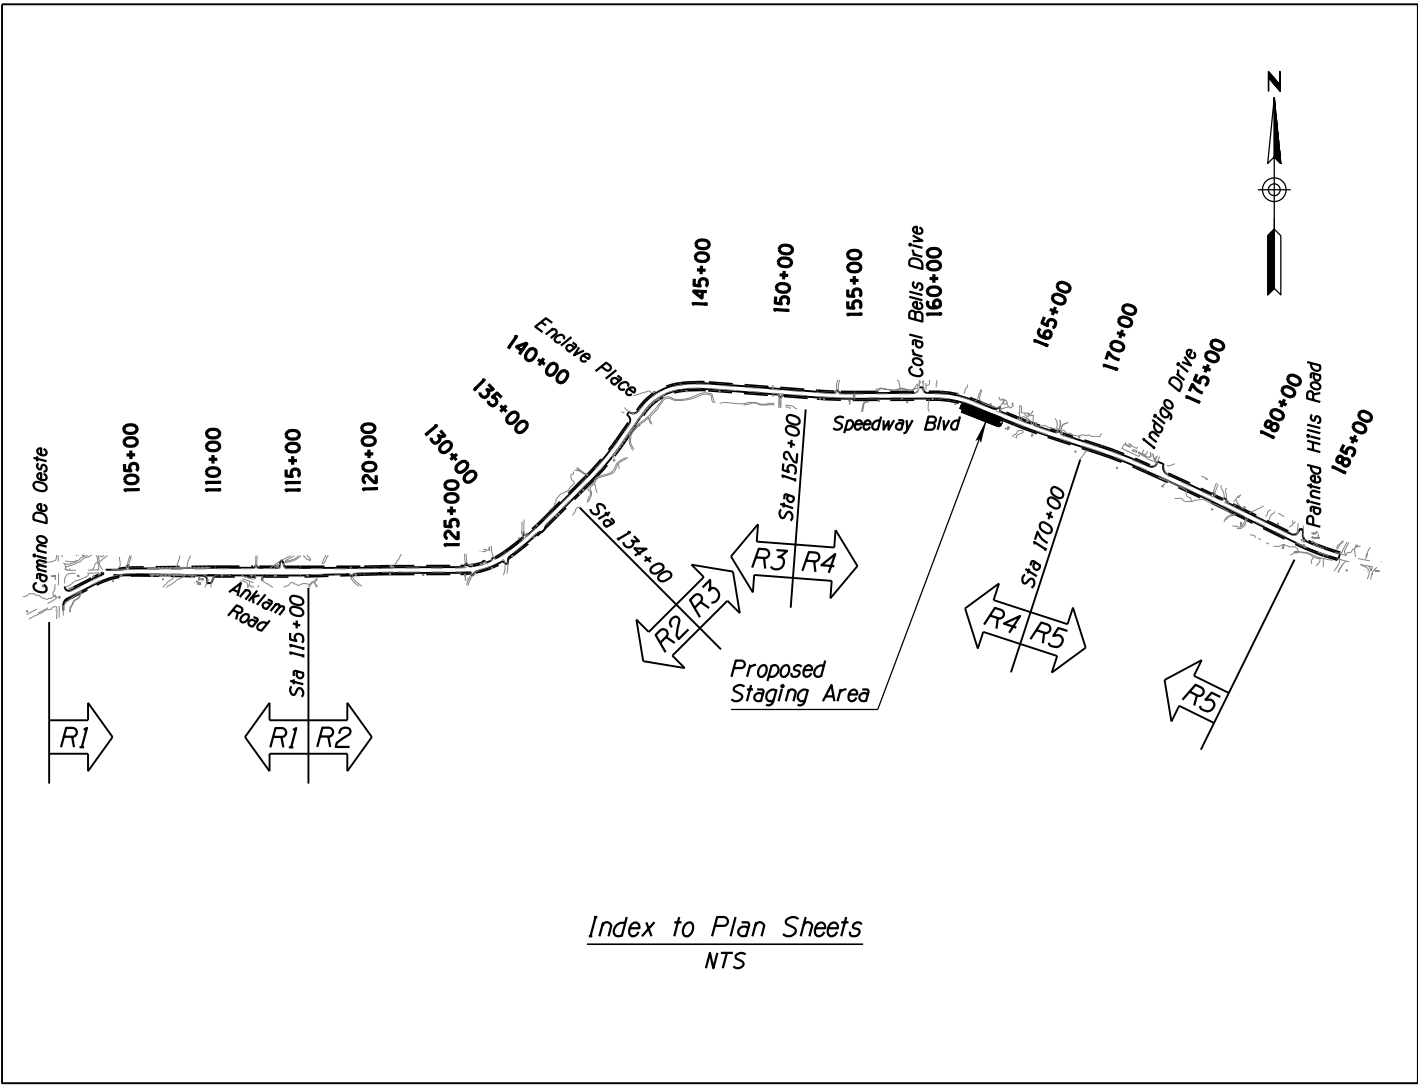 N
Camino De Oeste
105+00
110+00
115+00
120+00
125+00
130+00
135+00
140+00
Enclave Place
145+00
150+00
155+00
Coral Bells Drive
160+00
165+00
170+00
Indigo Drive
175+00
180+00
Painted Hills Road
185+00
Speedway Blvd
Anklam
Road
Sta 115+00
Sta 134+00
Sta 152+00
Sta 170+00
R1
R1
R2
R2
R3
R3
R4
R4
R5
R5
Proposed
Staging Area
Index to Plan Sheets
NTS